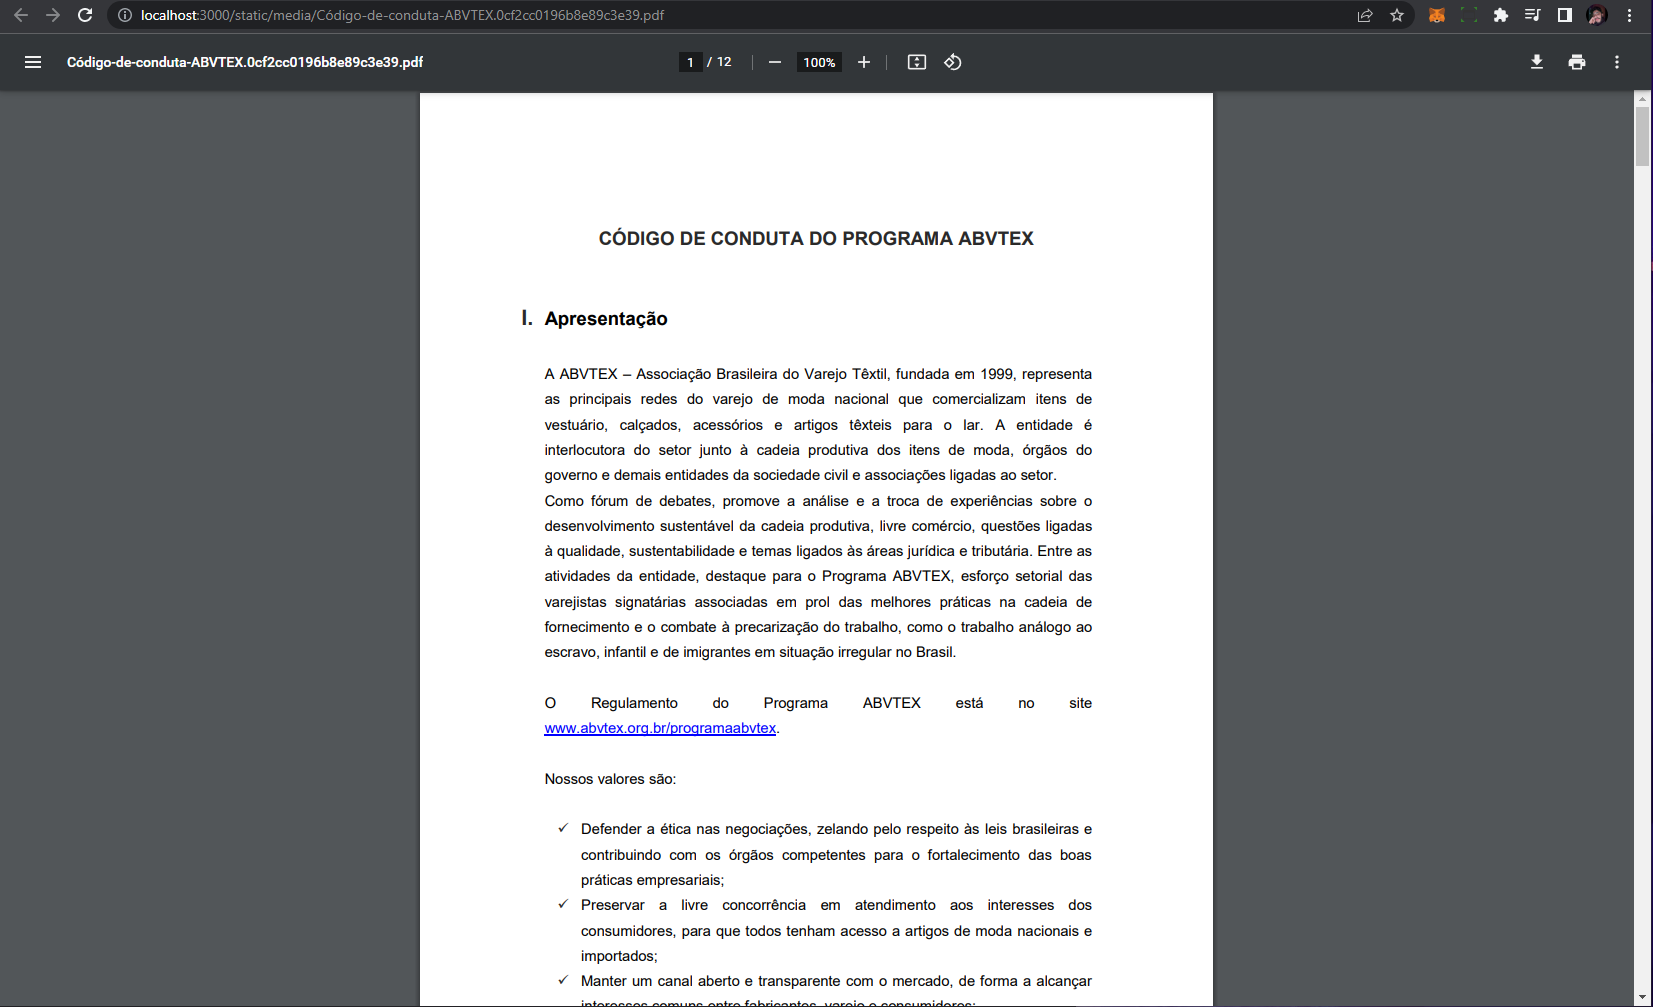 localhost:3000/static/media/Código-de-conduta-ABVTEX.0cf2cc0196b8e89c3e39.pdf
Código-de-conduta-ABVTEX.0cf2cc0196b8e89c3e39.pdf
1 / 12
100%
CÓDIGO DE CONDUTA DO PROGRAMA ABVTEX
I. Apresentação
A ABVTEX – Associação Brasileira do Varejo Têxtil, fundada em 1999, representa
as principais redes do varejo de moda nacional que comercializam itens de
vestuário, calçados, acessórios e artigos têxteis para o lar. A entidade é
interlocutora do setor junto à cadeia produtiva dos itens de moda, órgãos do
governo e demais entidades da sociedade civil e associações ligadas ao setor.
Como fórum de debates, promove a análise e a troca de experiências sobre o
desenvolvimento sustentável da cadeia produtiva, livre comércio, questões ligadas
à qualidade, sustentabilidade e temas ligados às áreas jurídica e tributária. Entre as
atividades da entidade, destaque para o Programa ABVTEX, esforço setorial das
varejistas signatárias associadas em prol das melhores práticas na cadeia de
fornecimento e o combate à precarização do trabalho, como o trabalho análogo ao
escravo, infantil e de imigrantes em situação irregular no Brasil.
O Regulamento do Programa ABVTEX está no site
www.abvtex.org.br/programaabvtex.
Nossos valores são:
✓ Defender a ética nas negociações, zelando pelo respeito às leis brasileiras e
contribuindo com os órgãos competentes para o fortalecimento das boas
práticas empresariais;
✓ Preservar a livre concorrência em atendimento aos interesses dos
consumidores, para que todos tenham acesso a artigos de moda nacionais e
importados;
✓ Manter um canal aberto e transparente com o mercado, de forma a alcançar
interesses comuns entre fabricantes, varejo e consumidores;